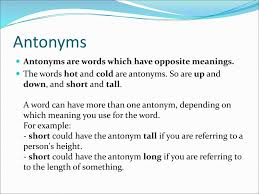 Antonyms
Antonyms are words which have opposite meanings.
The words hot and cold are antonyms. So are up and
down, and short and tall.
A word can have more than one antonym, depending on
which meaning you use for the word.
For example:
- short could have the antonym tall if you are referring to a
person's height.
- short could have the antonym long if you are referring to
to the length of something.